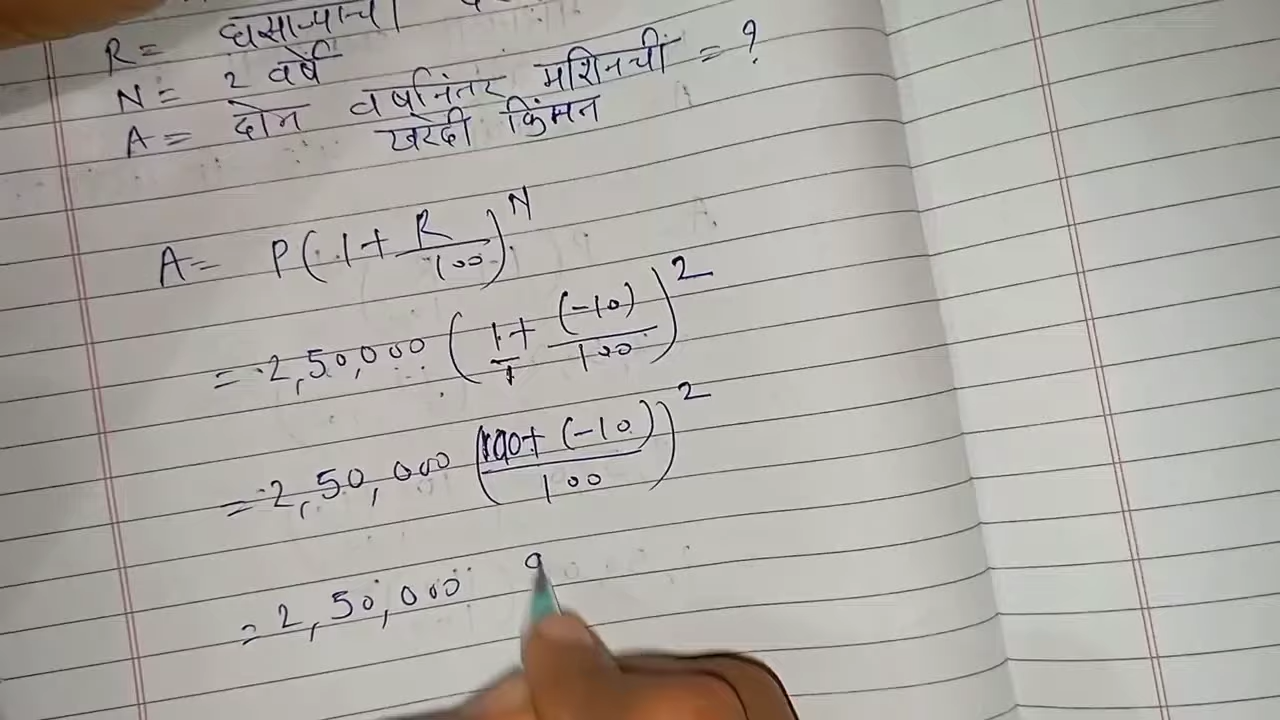 R = घसाऱ्याचा
N = 2 वर्षे
A = दोन वर्षानंतर मशिनची = ?
खरेदी किंमत
A = P(1 + R/100)^N
= 2,50,000 (1/1 + (-10)/100)^2
= 2,50,000 (100 + (-10)/100)^2
= 2,50,000 9